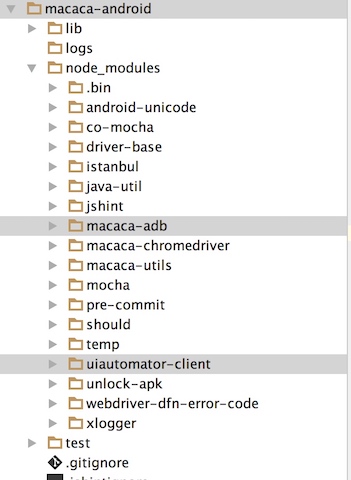 macaca-android
lib
logs
node_modules
.bin
android-unicode
co-mocha
driver-base
istanbul
java-util
jshint
macaca-adb
macaca-chromedriver
macaca-utils
mocha
pre-commit
should
temp
uiautomator-client
unlock-apk
webdriver-dfn-error-code
xlogger
test
.gitignore